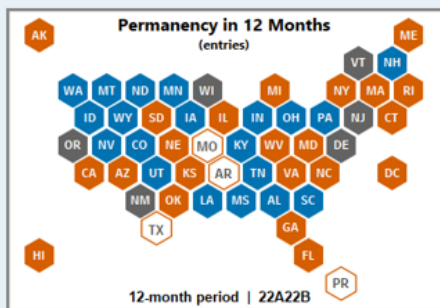 Permanency in 12 Months
(entries)
AK
ME
VT
NH
WA
MT
ND
MN
WI
MI
NY
MA
RI
ID
WY
SD
IA
IL
IN
OH
PA
NJ
CT
OR
NV
CO
NE
MO
KY
WV
MD
DE
CA
AZ
UT
KS
AR
TN
VA
NC
DC
NM
OK
LA
MS
AL
SC
TX
GA
HI
FL
PR
12-month period | 22A22B